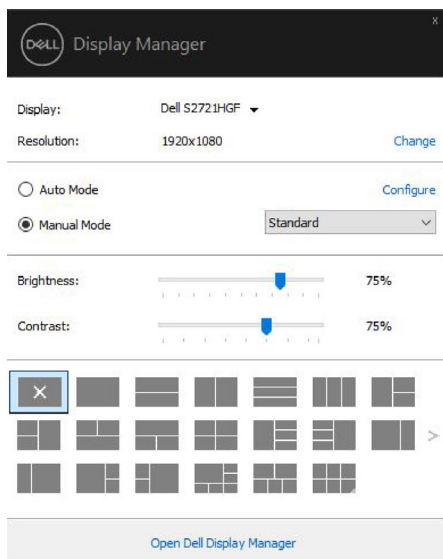 x
DELL Display Manager
Display: Dell S2721HGF
Resolution: 1920x1080 Change
Auto Mode Configure
Manual Mode Standard
Brightness: 75%
Contrast: 75%
Open Dell Display Manager